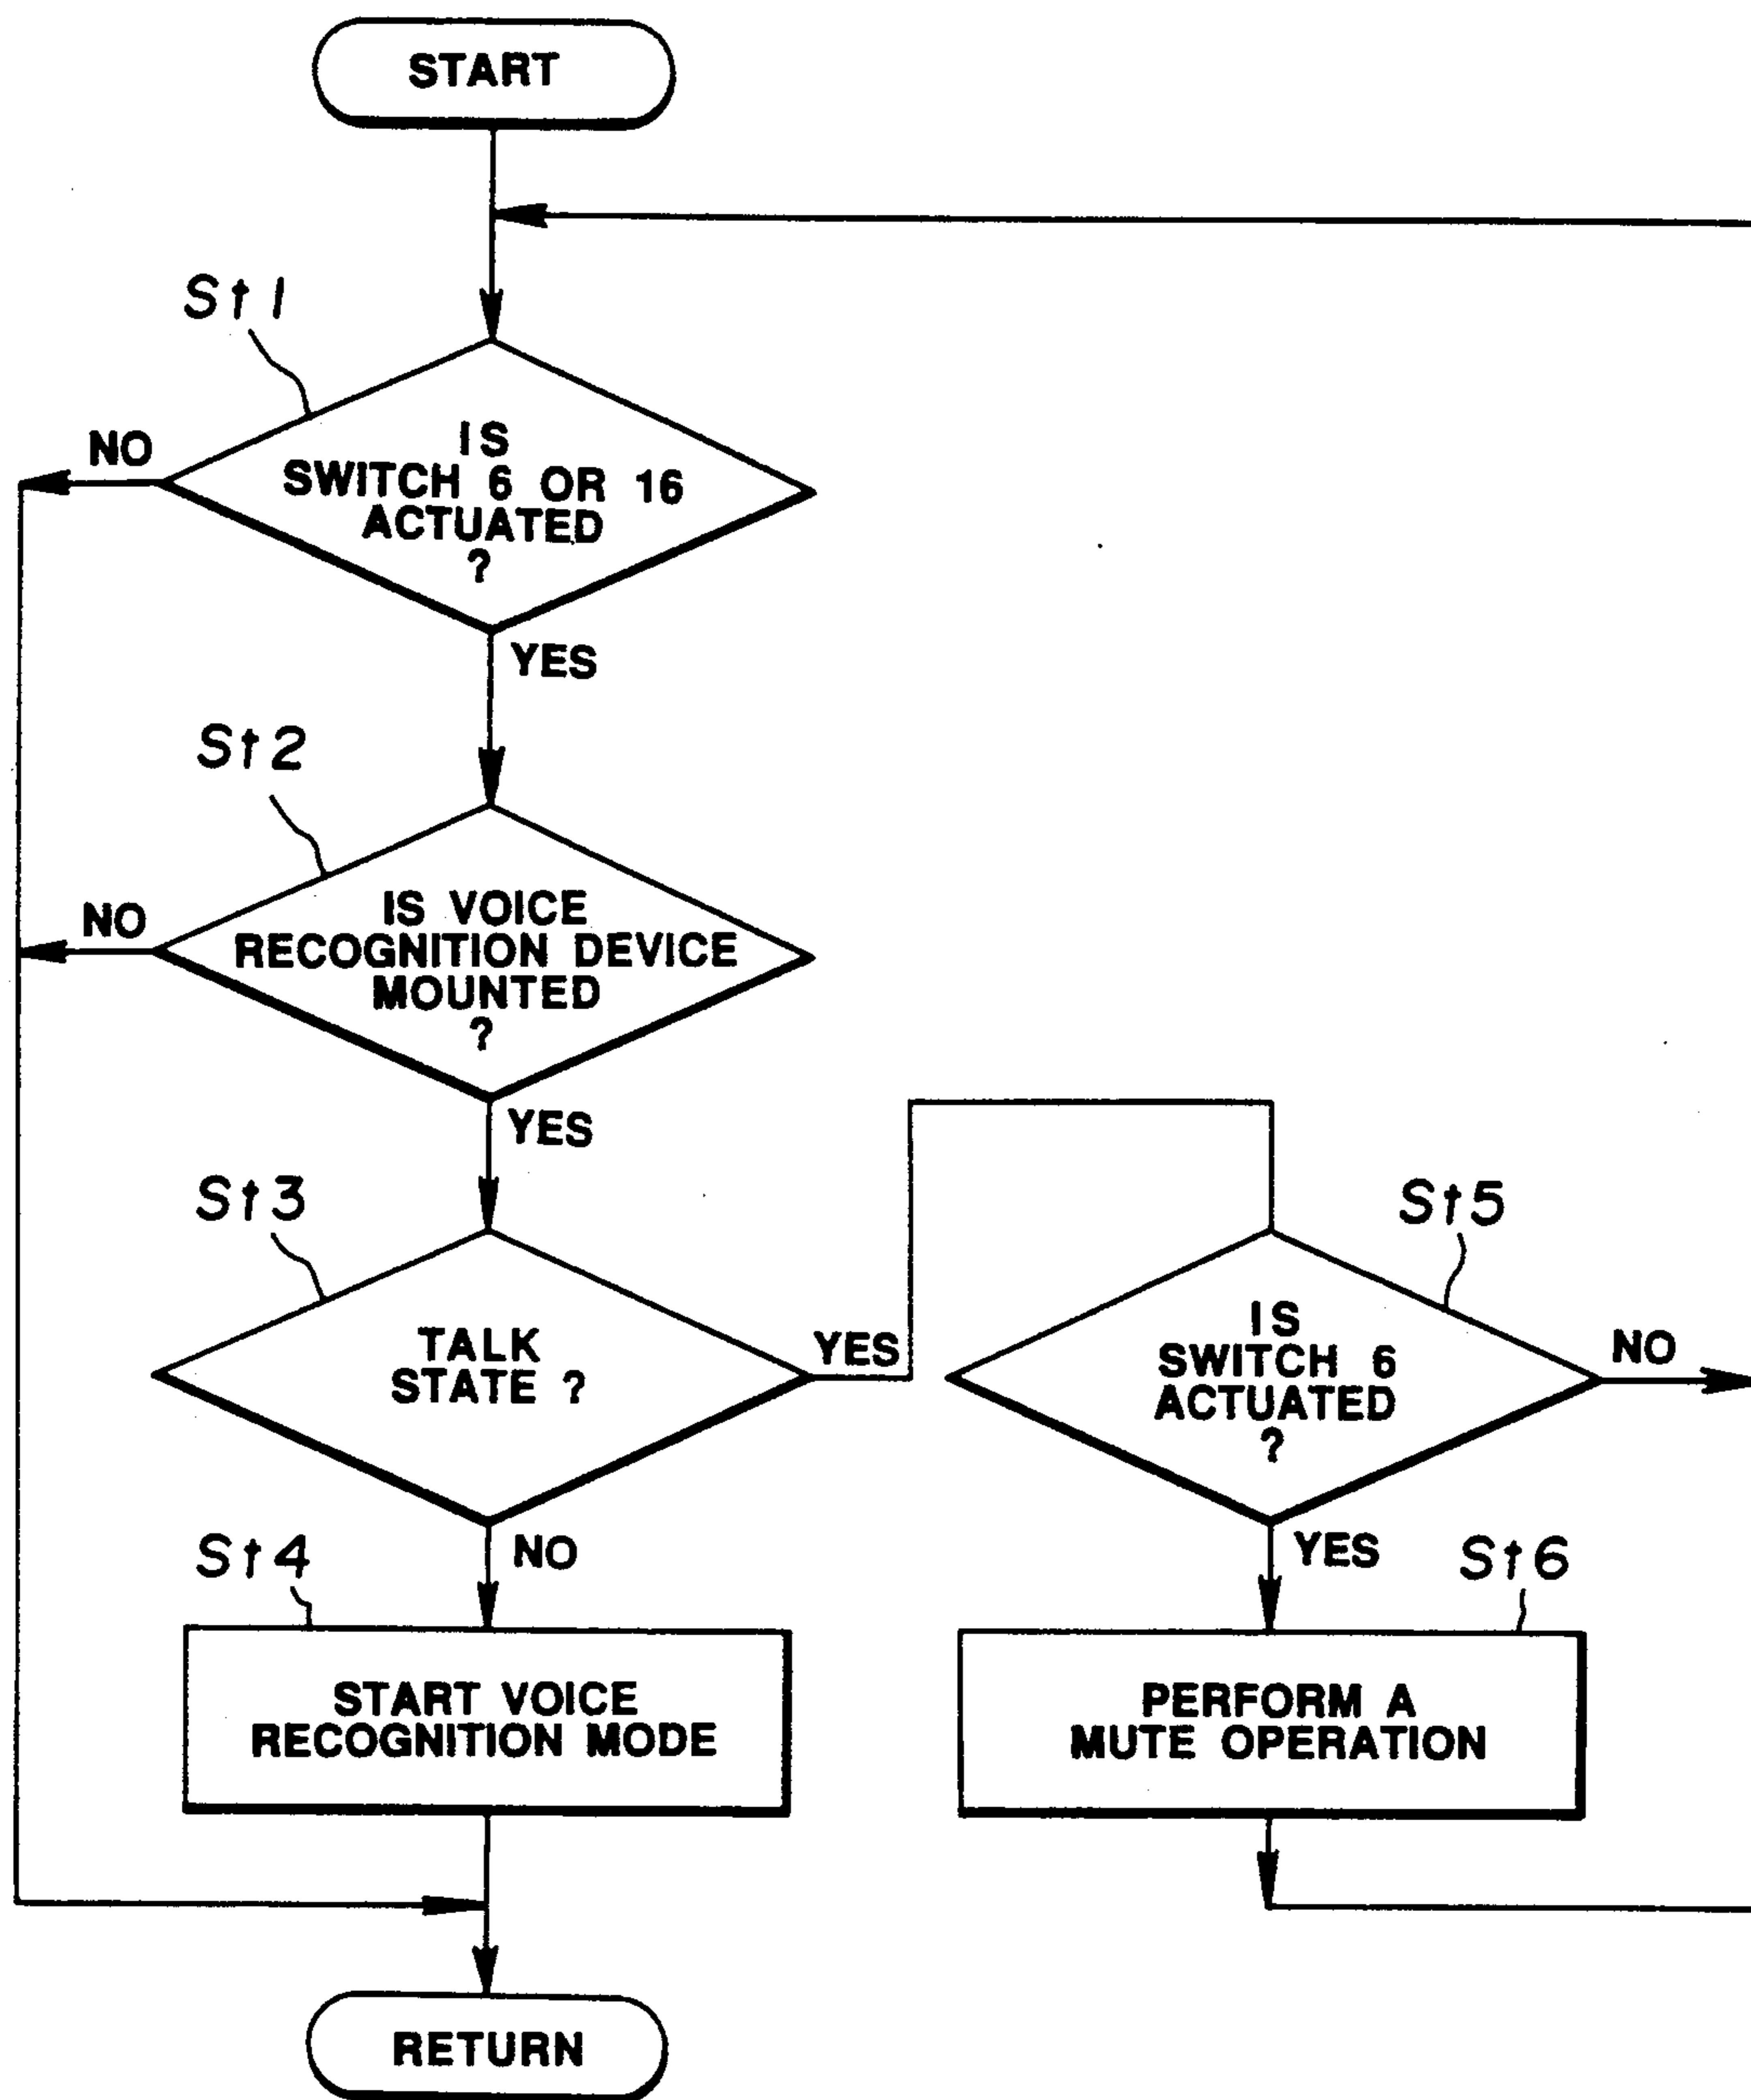 START
St1
NO
IS
SWITCH 6 OR 16
ACTUATED
?
YES
St2
NO
IS VOICE
RECOGNITION DEVICE
MOUNTED
?
YES
St3
TALK
STATE ?
YES
NO
St4
START VOICE
RECOGNITION MODE
St5
IS
SWITCH 6
ACTUATED
?
NO
YES
St6
PERFORM A
MUTE OPERATION
RETURN